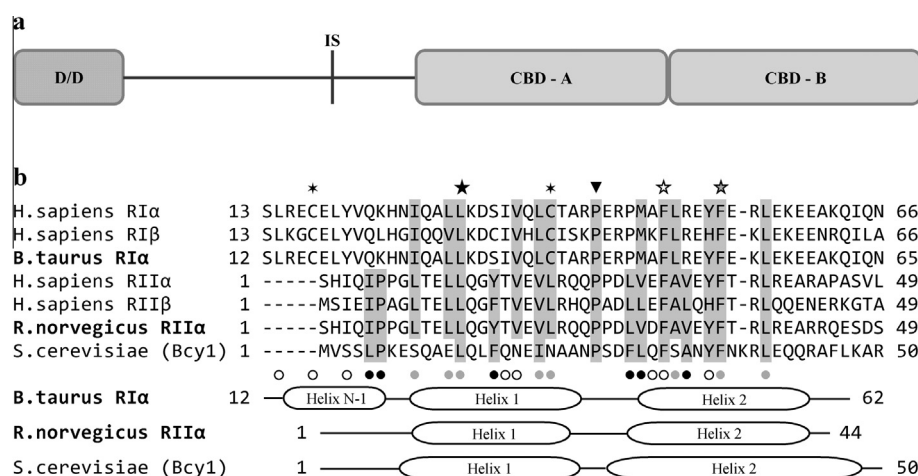 a
IS
D/D CBD - A CBD - B
b
H.sapiens RIα 13 SLRECELYVQKHNIQALLKDSIVQLCTARPERPMAFLREYFE-RLEKEEAKQIQN 66
H.sapiens RIβ 13 SLKGCELYVQLHGIQQVLKDCIVHLCISKPERPMKFLREHFE-KLEKEENRQILA 66
B.taurus RIα 12 SLRECELYVQKHNIQALLKDSIVQLCTARPERPMAFLREYFE-KLEKEEAKQIQN 65
H.sapiens RIIα 1 -----SHIQIPPGLTELLQGYTVEVLRQQPPDLVEFAVEYFT-RLREARAPASVL 49
H.sapiens RIIβ 1 -----MSIEIPAGLTELLQGFTVEVLRHQPADLLEFALQHFT-RLQQENERKGTA 49
R.norvegicus RIIα 1 -----SHIQIPPGLTELLQGYTVEVLRQQPPDLVDFAVEYFT-RLREARRQESDS 49
S.cerevisiae (Bcy1) 1 -----MVSSLPKESQAELQLFQNEINAANPSDFLQFSANYFNKRLEQQRAFLKAR 50
B.taurus RIα 12 Helix N-1 Helix 1 Helix 2 62
R.norvegicus RIIα 1 Helix 1 Helix 2 44
S.cerevisiae (Bcy1) 1 Helix 1 Helix 2 50